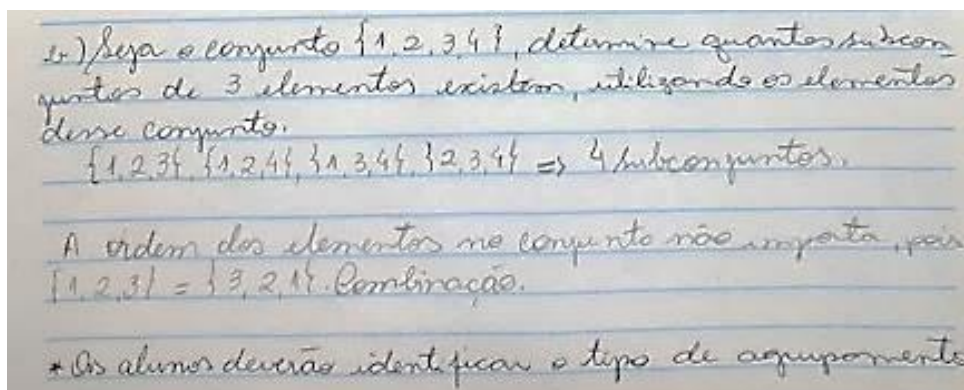 b) Seja o conjunto {1, 2, 3, 4}, determine quantos subcon
juntos de 3 elementos existem, utilizando os elementos
desse conjunto.
{1, 2, 3}, {1, 2, 4}, {1, 3, 4}, {2, 3, 4} => 4 subconjuntos.
A ordem dos elementos no conjunto não importa, pois
{1, 2, 3} = {3, 2, 1}. Combinação.
* Os alunos deverão identificar o tipo de agrupamento